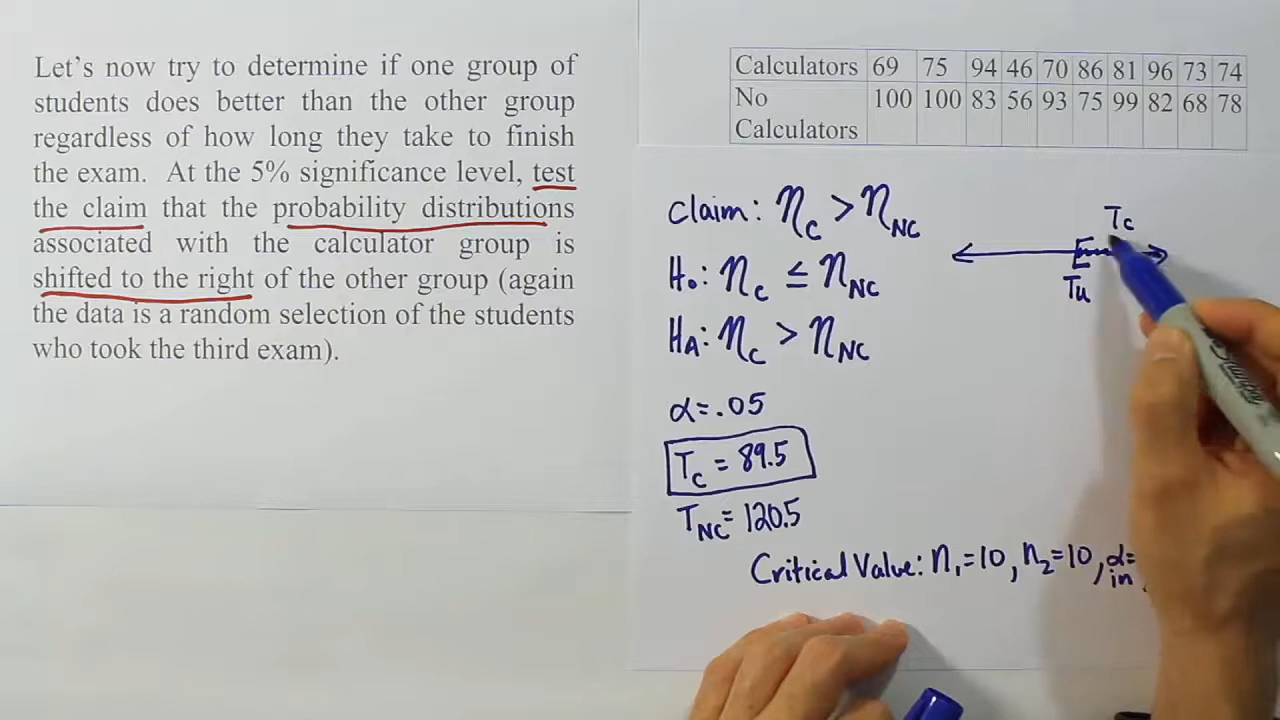 Let's now try to determine if one group of
students does better than the other group
regardless of how long they take to finish
the exam. At the 5% significance level, test
the claim that the probability distributions
associated with the calculator group is
shifted to the right of the other group (again
the data is a random selection of the students
who took the third exam).
Calculators 69 75 94 46 70 86 81 96 73 74
No Calculators 100 100 83 56 93 75 99 82 68 78
Claim: η_C > η_NC
H₀: η_C ≤ η_NC
H_A: η_C > η_NC
α = .05
T_C = 89.5
T_NC = 120.5
T_C
T_U
Critical Value: n₁=10, n₂=10, α=
in